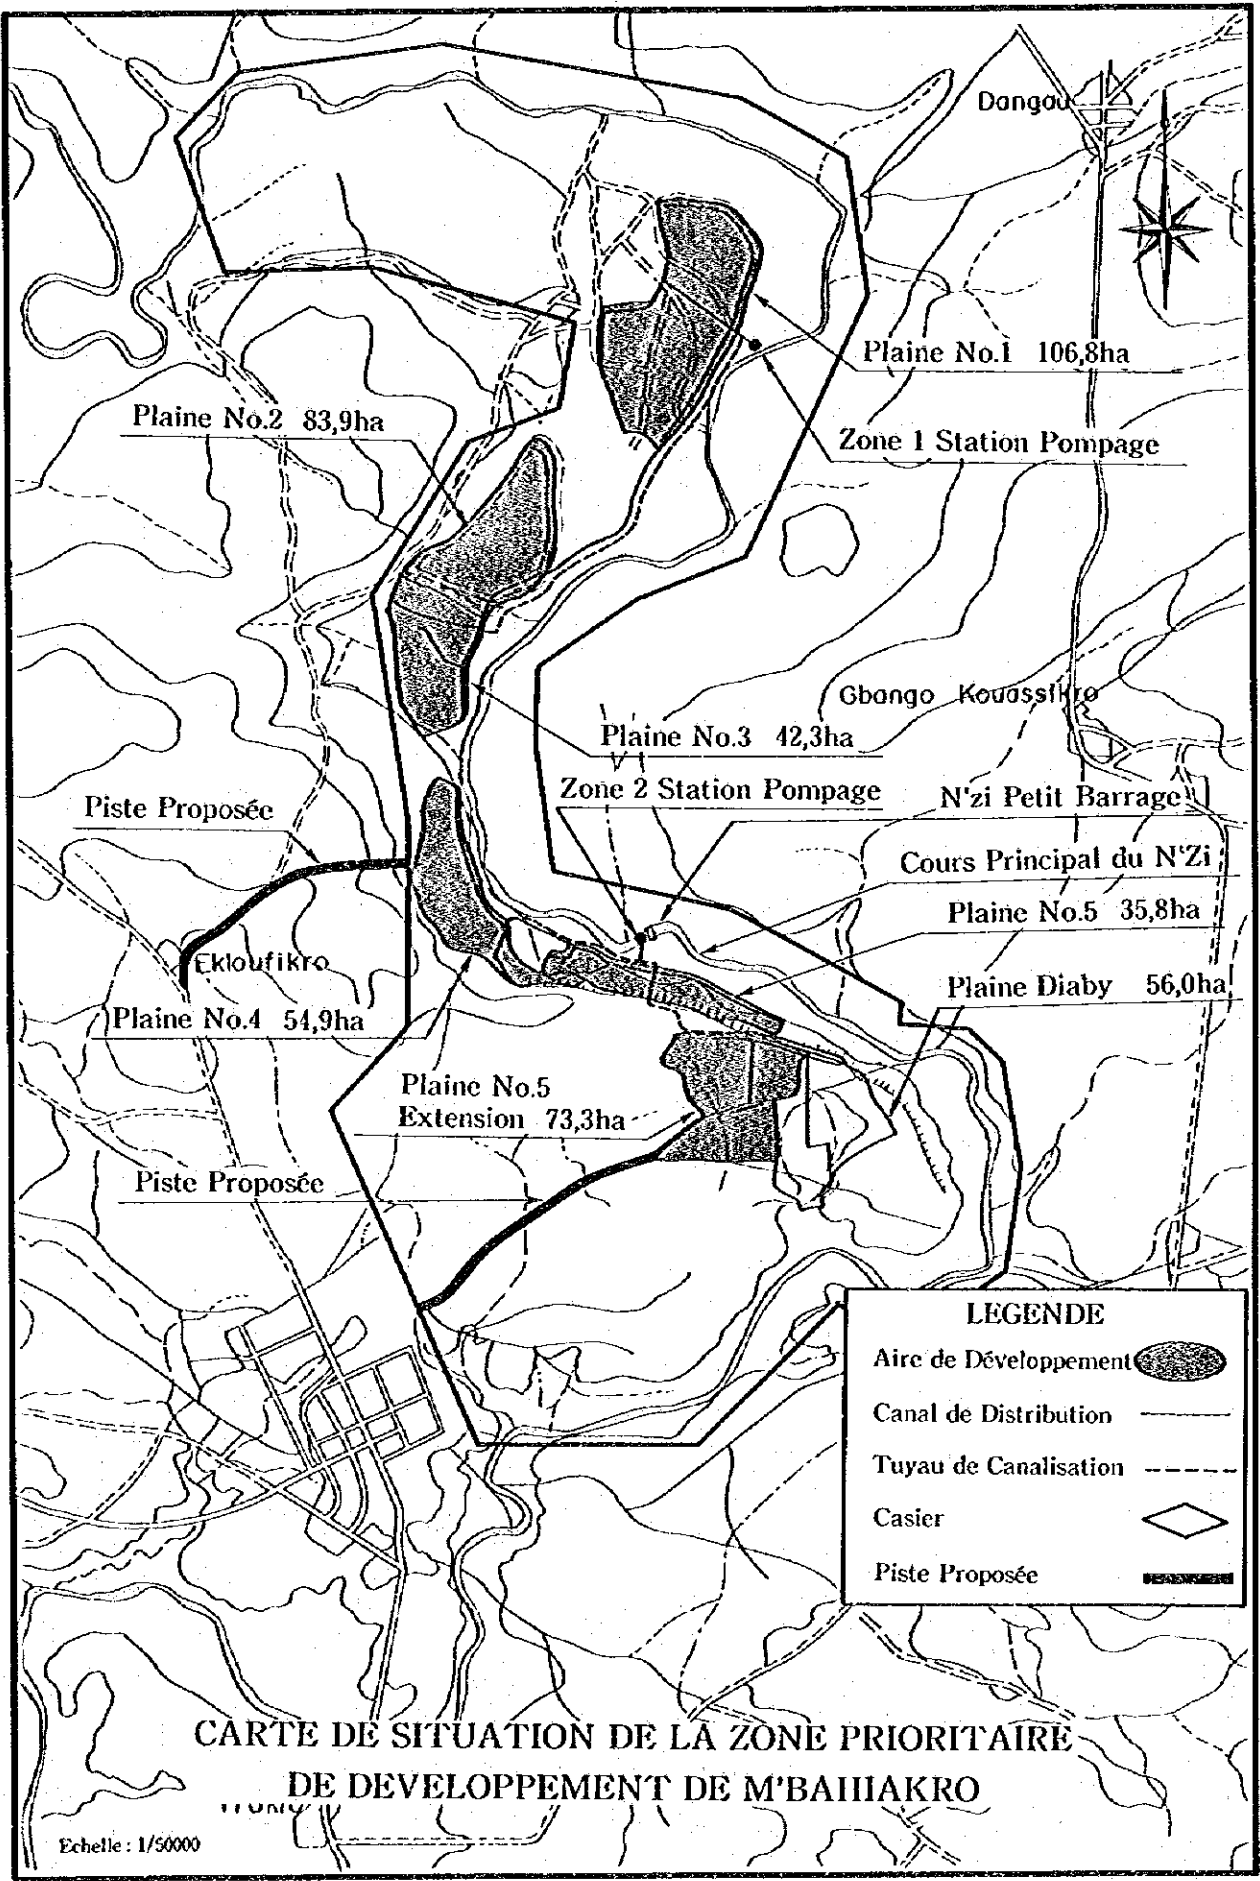 Dangou
Plaine No.1 106,8ha
Plaine No.2 83,9ha
Zone 1 Station Pompage
Gbango Kouassikro
Plaine No.3 42,3ha
Zone 2 Station Pompage
N'zi Petit Barrage
Piste Proposée
Cours Principal du N'Zi
Plaine No.5 35,8ha
Ekloufikro
Plaine Diaby 56,0ha
Plaine No.4 54,9ha
Plaine No.5
Extension 73,3ha
Piste Proposée
LEGENDE
Aire de Développement
Canal de Distribution
Tuyau de Canalisation
Casier
Piste Proposée
CARTE DE SITUATION DE LA ZONE PRIORITAIRE
DE DEVELOPPEMENT DE M'BAHIAKRO
Echelle : 1/50000